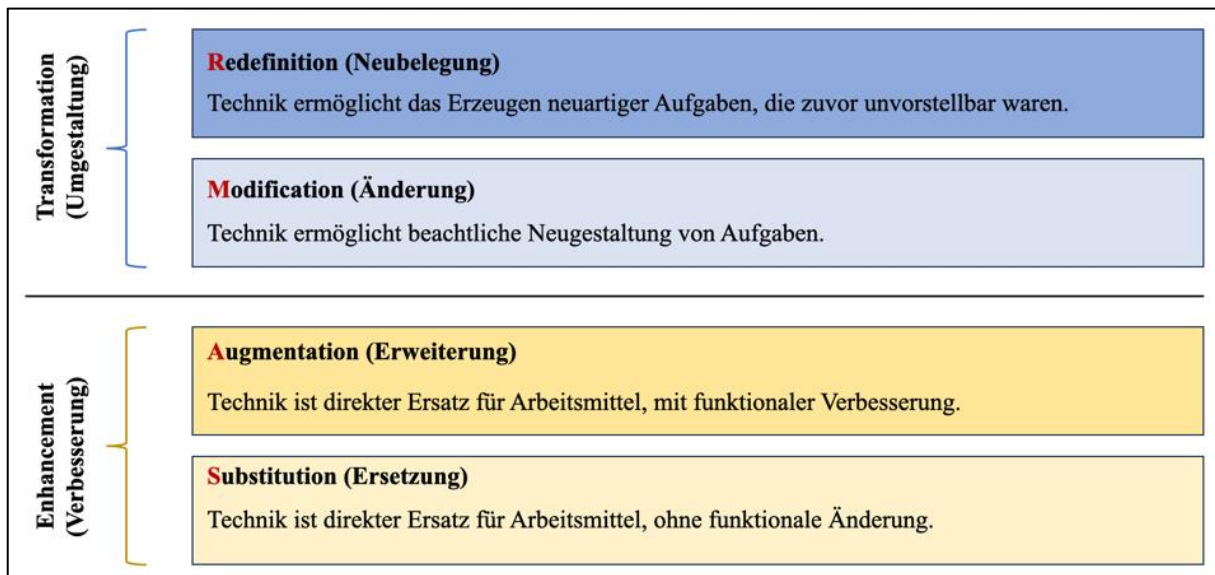 Transformation
(Umgestaltung)
Redefinition (Neubelegung)
Technik ermöglicht das Erzeugen neuartiger Aufgaben, die zuvor unvorstellbar waren.
Modification (Änderung)
Technik ermöglicht beachtliche Neugestaltung von Aufgaben.
Enhancement
(Verbesserung)
Augmentation (Erweiterung)
Technik ist direkter Ersatz für Arbeitsmittel, mit funktionaler Verbesserung.
Substitution (Ersetzung)
Technik ist direkter Ersatz für Arbeitsmittel, ohne funktionale Änderung.